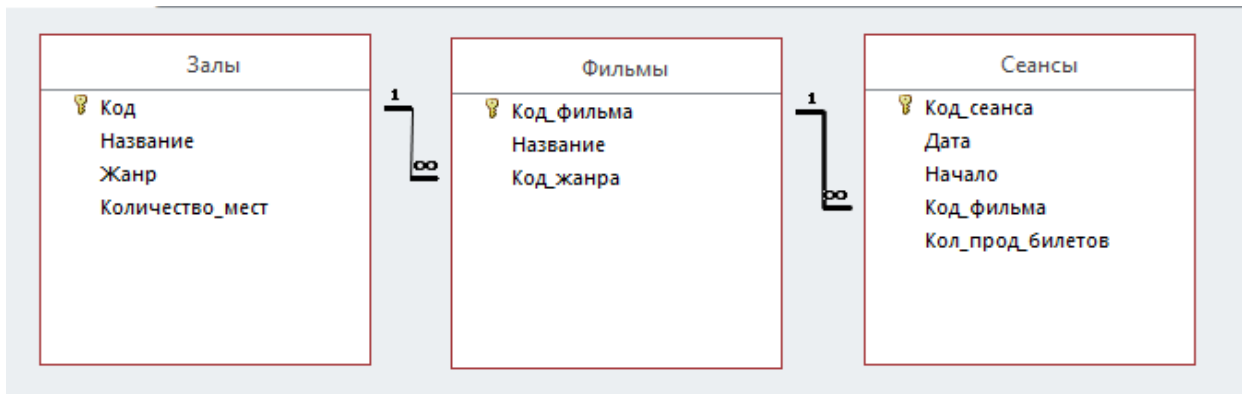 Залы
Код
Название
Жанр
Количество_мест
1
∞
Фильмы
Код_фильма
Название
Код_жанра
1
∞
Сеансы
Код_сеанса
Дата
Начало
Код_фильма
Кол_прод_билетов